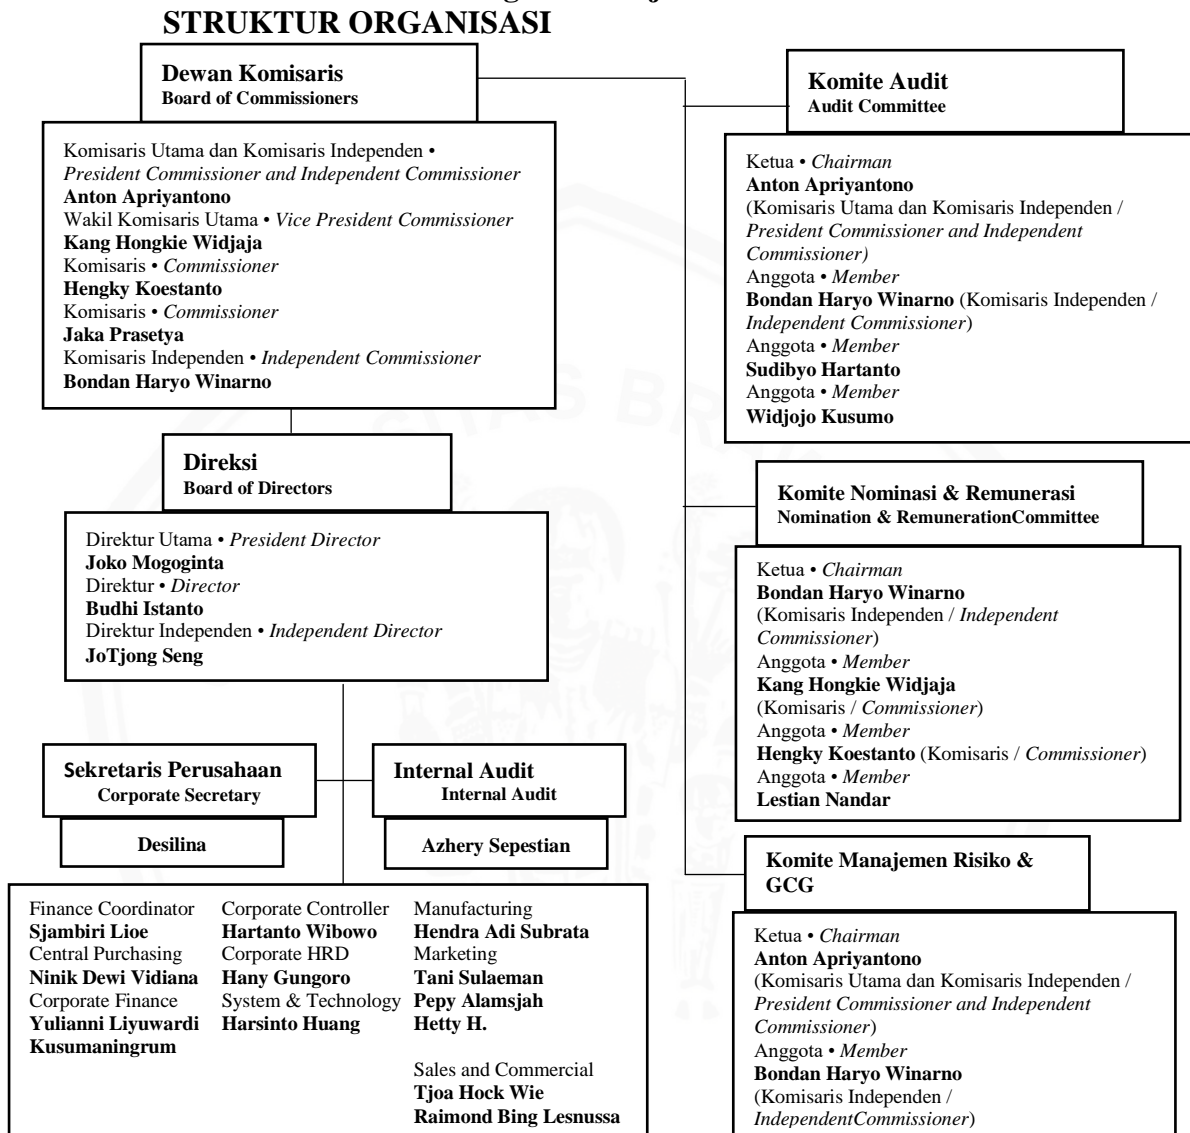 STRUKTUR ORGANISASI
Dewan Komisaris
Board of Commissioners
Komisaris Utama dan Komisaris Independen •
President Commissioner and Independent Commissioner
Anton Apriyantono
Wakil Komisaris Utama • Vice President Commissioner
Kang Hongkie Widjaja
Komisaris • Commissioner
Hengky Koestanto
Komisaris • Commissioner
Jaka Prasetya
Komisaris Independen • Independent Commissioner
Bondan Haryo Winarno
Direksi
Board of Directors
Direktur Utama • President Director
Joko Mogoginta
Direktur • Director
Budhi Istanto
Direktur Independen • Independent Director
JoTjong Seng
Sekretaris Perusahaan
Corporate Secretary
Desilina
Internal Audit
Internal Audit
Azhery Sepestian
Finance Coordinator
Sjambiri Lioe
Central Purchasing
Ninik Dewi Vidiana
Corporate Finance
Yulianni Liyuwardi
Kusumaningrum
Corporate Controller
Hartanto Wibowo
Corporate HRD
Hany Gungoro
System & Technology
Harsinto Huang
Manufacturing
Hendra Adi Subrata
Marketing
Tani Sulaeman
Pepy Alamsjah
Hetty H.
Sales and Commercial
Tjoa Hock Wie
Raimond Bing Lesnussa
Komite Audit
Audit Committee
Ketua • Chairman
Anton Apriyantono
(Komisaris Utama dan Komisaris Independen /
President Commissioner and Independent
Commissioner)
Anggota • Member
Bondan Haryo Winarno (Komisaris Independen /
Independent Commissioner)
Anggota • Member
Sudibyo Hartanto
Anggota • Member
Widjojo Kusumo
Komite Nominasi & Remunerasi
Nomination & RemunerationCommittee
Ketua • Chairman
Bondan Haryo Winarno
(Komisaris Independen / Independent
Commissioner)
Anggota • Member
Kang Hongkie Widjaja
(Komisaris / Commissioner)
Anggota • Member
Hengky Koestanto (Komisaris / Commissioner)
Anggota • Member
Lestian Nandar
Komite Manajemen Risiko &
GCG
Ketua • Chairman
Anton Apriyantono
(Komisaris Utama dan Komisaris Independen /
President Commissioner and Independent
Commissioner)
Anggota • Member
Bondan Haryo Winarno
(Komisaris Independen /
IndependentCommissioner)